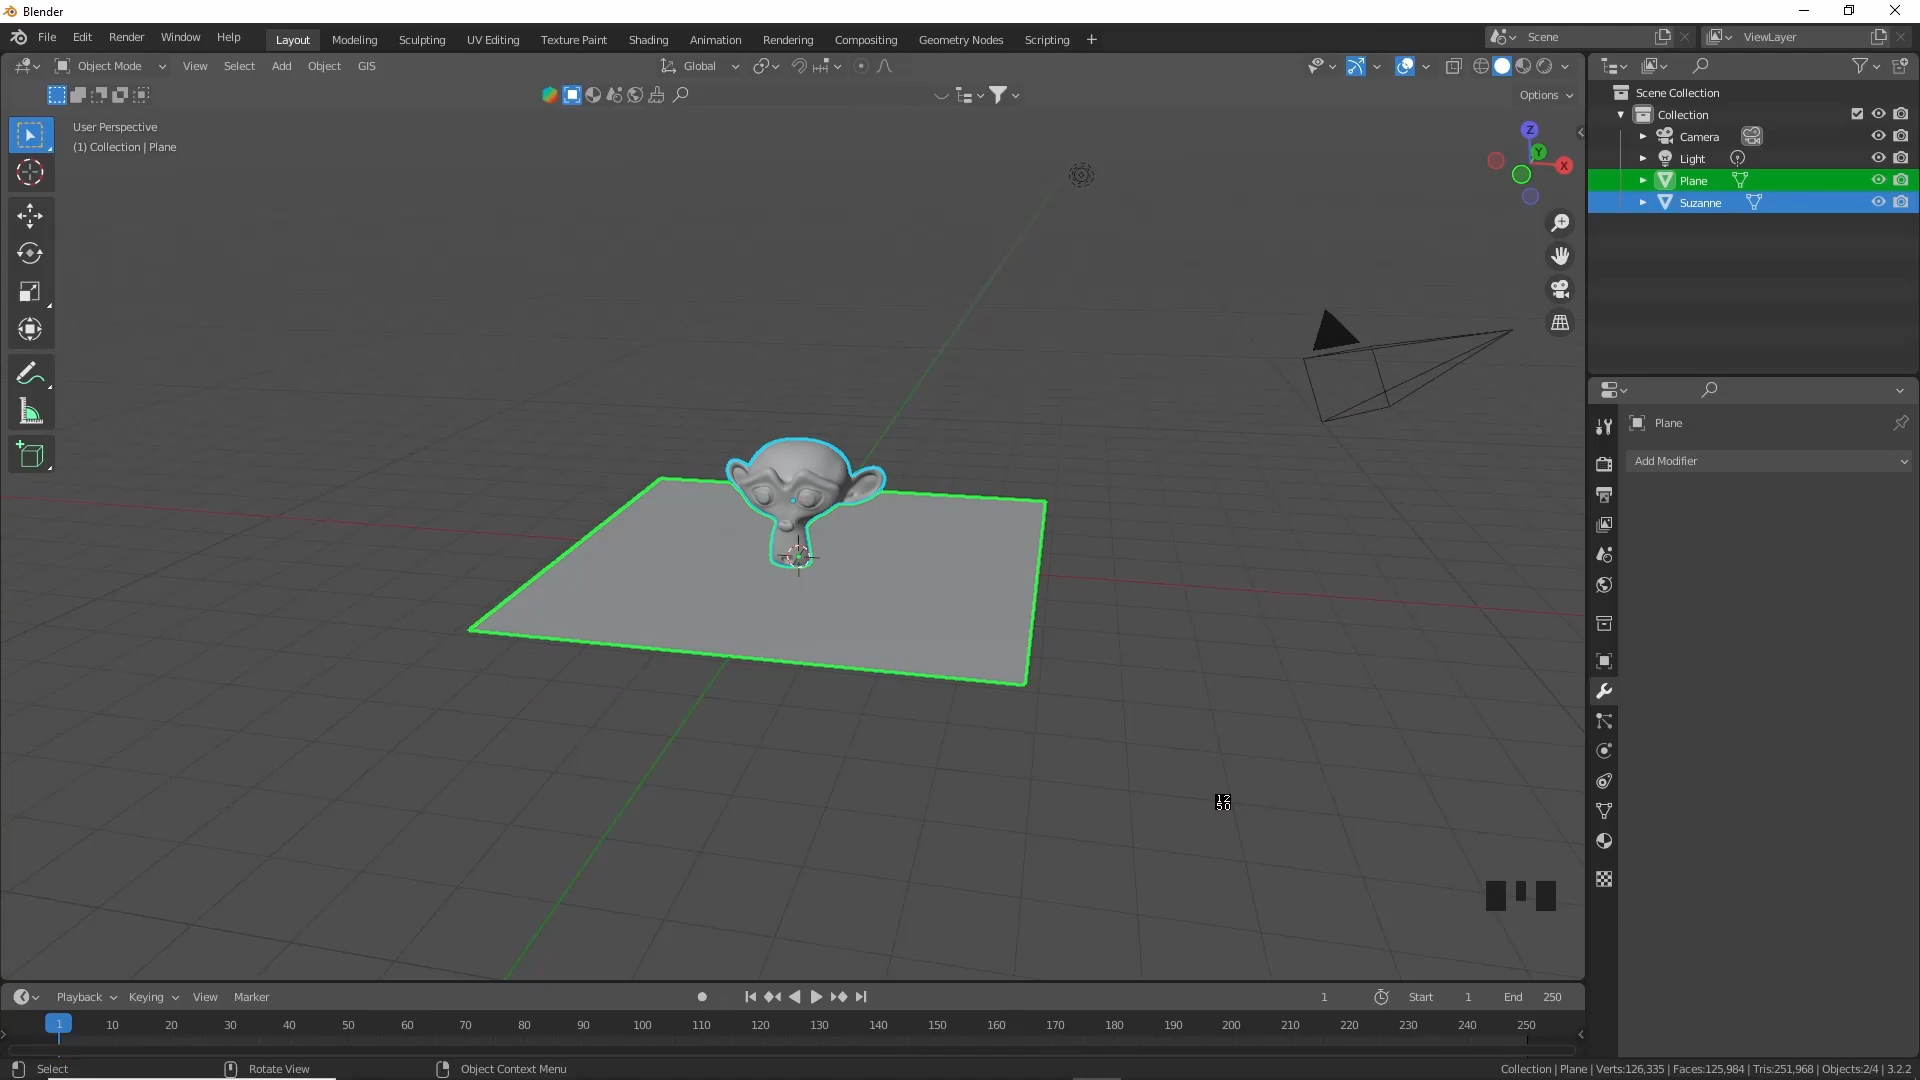 Blender
File Edit Render Window Help Layout Modeling Sculpting UV Editing Texture Paint Shading Animation Rendering Compositing Geometry Nodes Scripting + Scene ViewLayer
Object Mode View Select Add Object GIS Global
Options
User Perspective
(1) Collection | Plane
Z
Y
X
Scene Collection
Collection
Camera
Light
Plane
Suzanne
Plane
Add Modifier
12
50
Playback Keying View Marker 1 Start 1 End 250
1 10 20 30 40 50 60 70 80 90 100 110 120 130 140 150 160 170 180 190 200 210 220 230 240 250
Select Rotate View Object Context Menu Collection | Plane | Verts:126,335 | Faces:125,984 | Tris:251,968 | Objects:2/4 | 3.2.2